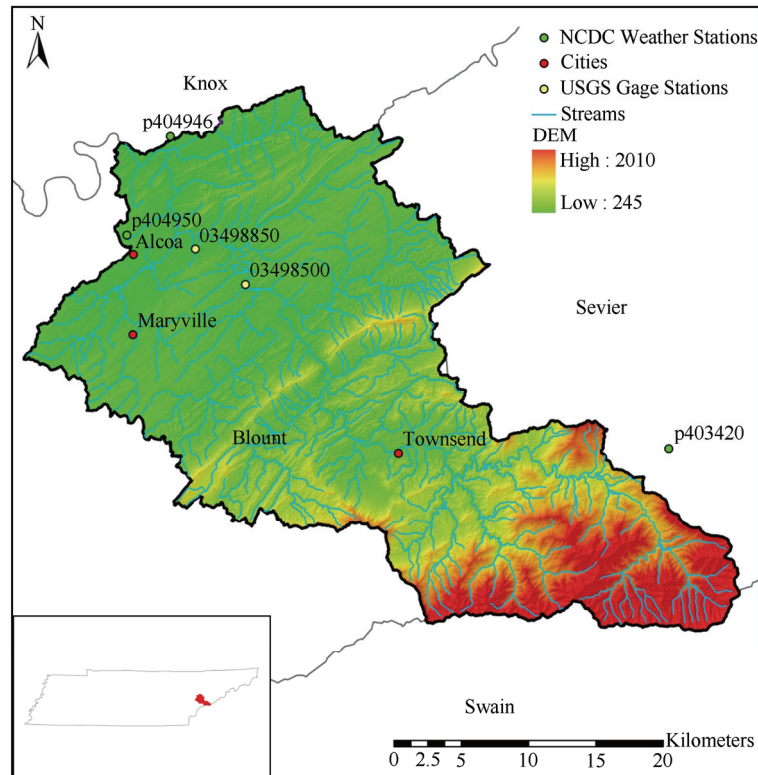 N
NCDC Weather Stations
Cities
USGS Gage Stations
Streams
DEM
High : 2010
Low : 245
Knox
p404946
p404950
Alcoa
03498850
03498500
Sevier
Maryville
Blount
Townsend
p403420
Swain
Kilometers
0 2.5 5 10 15 20